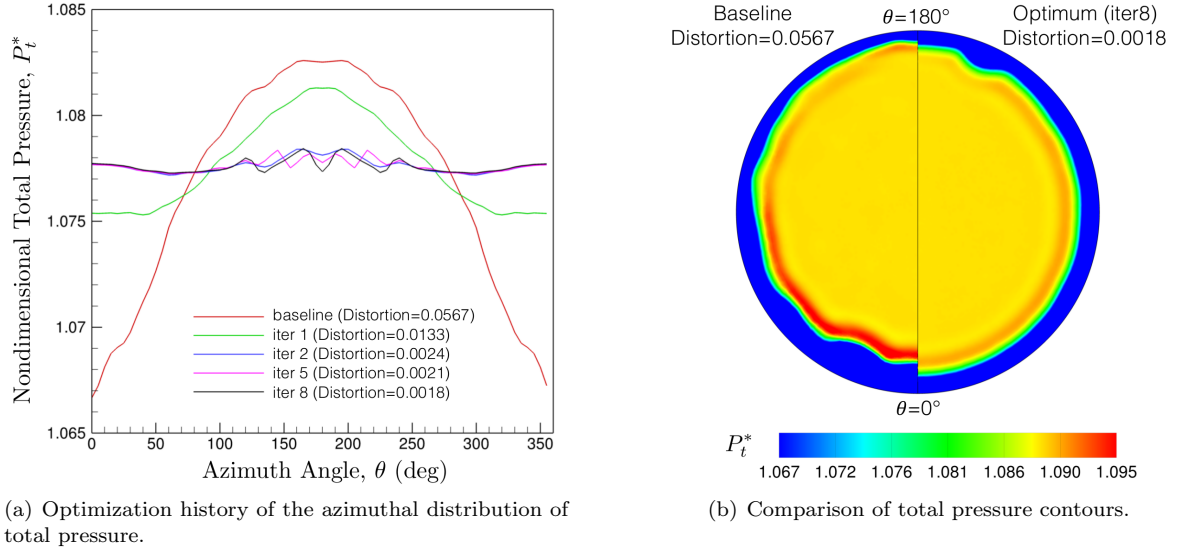 1.085
1.08
1.075
1.07
1.065
Nondimensional Total Pressure, P_t^*
baseline (Distortion=0.0567)
iter 1 (Distortion=0.0133)
iter 2 (Distortion=0.0024)
iter 5 (Distortion=0.0021)
iter 8 (Distortion=0.0018)
0 50 100 150 200 250 300 350
Azimuth Angle, θ (deg)
(a) Optimization history of the azimuthal distribution of
total pressure.
Baseline
Distortion=0.0567
θ=180°
Optimum (iter8)
Distortion=0.0018
θ=0°
P_t^*
1.067 1.072 1.076 1.081 1.086 1.090 1.095
(b) Comparison of total pressure contours.